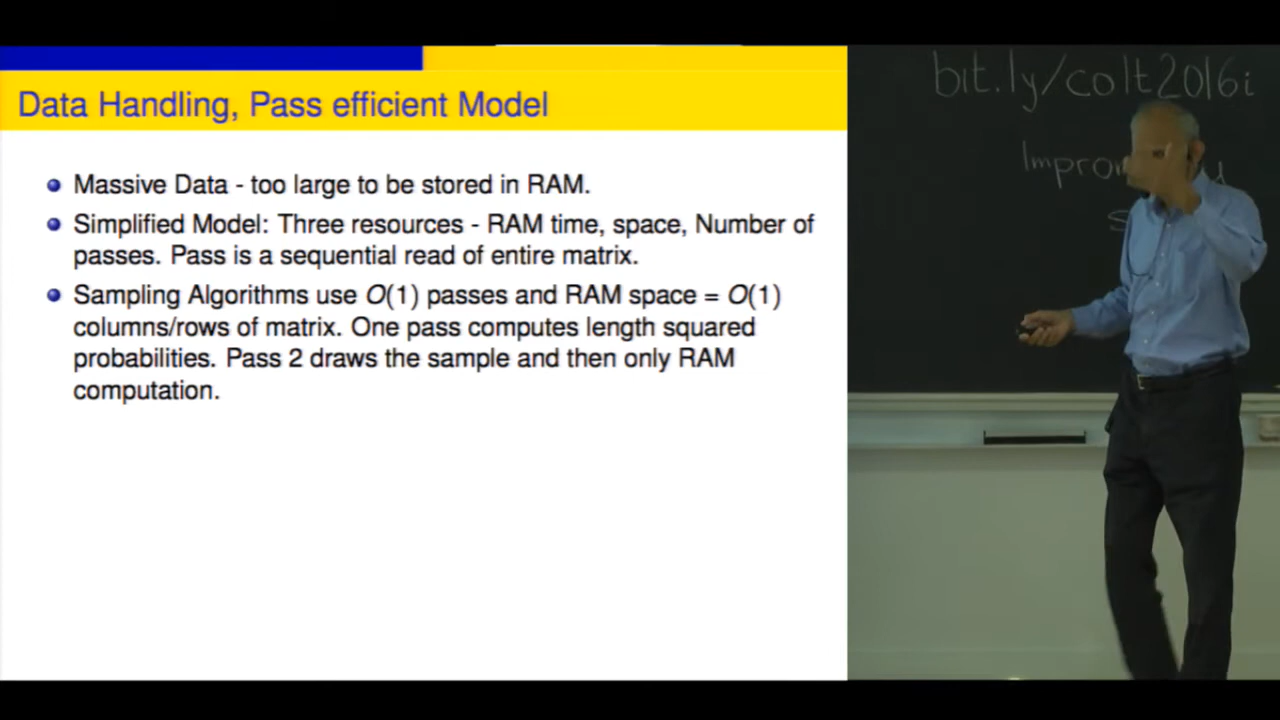 Data Handling, Pass efficient Model
Massive Data - too large to be stored in RAM.
Simplified Model: Three resources - RAM time, space, Number of
passes. Pass is a sequential read of entire matrix.
Sampling Algorithms use O(1) passes and RAM space = O(1)
columns/rows of matrix. One pass computes length squared
probabilities. Pass 2 draws the sample and then only RAM
computation.
bit.ly/colt2016i